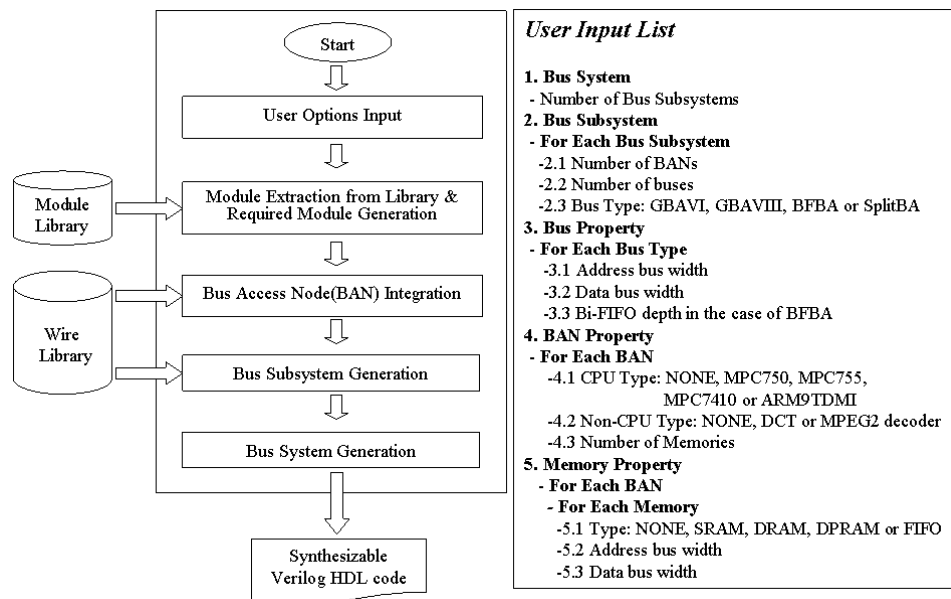 Start
User Options Input
Module Extraction from Library &
Required Module Generation
Module
Library
Bus Access Node(BAN) Integration
Wire
Library
Bus Subsystem Generation
Bus System Generation
Synthesizable
Verilog HDL code
User Input List
1. Bus System
- Number of Bus Subsystems
2. Bus Subsystem
- For Each Bus Subsystem
-2.1 Number of BANs
-2.2 Number of buses
-2.3 Bus Type: GBAVI, GBAVIII, BFBA or SplitBA
3. Bus Property
- For Each Bus Type
-3.1 Address bus width
-3.2 Data bus width
-3.3 Bi-FIFO depth in the case of BFBA
4. BAN Property
- For Each BAN
-4.1 CPU Type: NONE, MPC750, MPC755,
MPC7410 or ARM9TDMI
-4.2 Non-CPU Type: NONE, DCT or MPEG2 decoder
-4.3 Number of Memories
5. Memory Property
- For Each BAN
- For Each Memory
-5.1 Type: NONE, SRAM, DRAM, DPRAM or FIFO
-5.2 Address bus width
-5.3 Data bus width